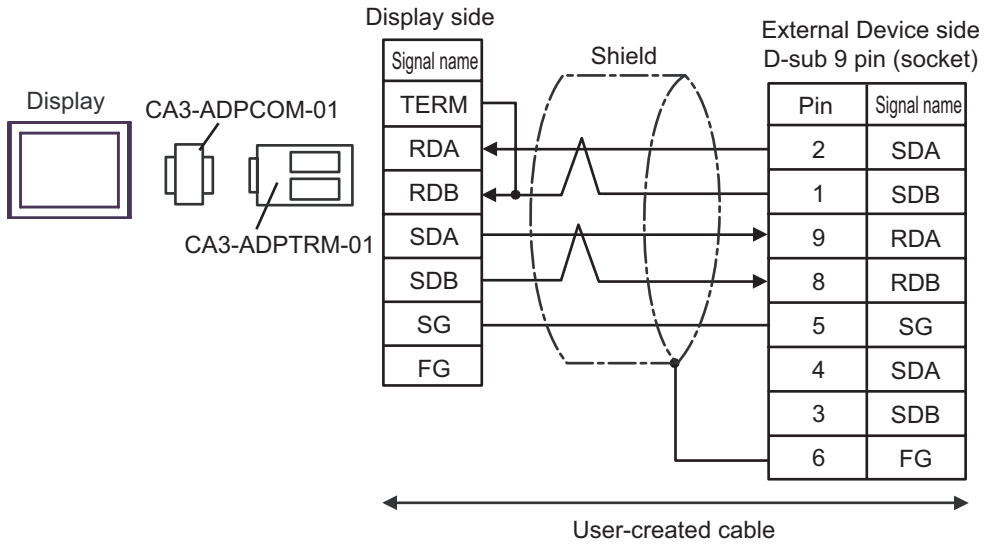 Display side
External Device side
D-sub 9 pin (socket)
Shield
Display
CA3-ADPCOM-01
CA3-ADPTRM-01
Signal name
TERM
RDA
RDB
SDA
SDB
SG
FG
Pin Signal name
2 SDA
1 SDB
9 RDA
8 RDB
5 SG
4 SDA
3 SDB
6 FG
User-created cable